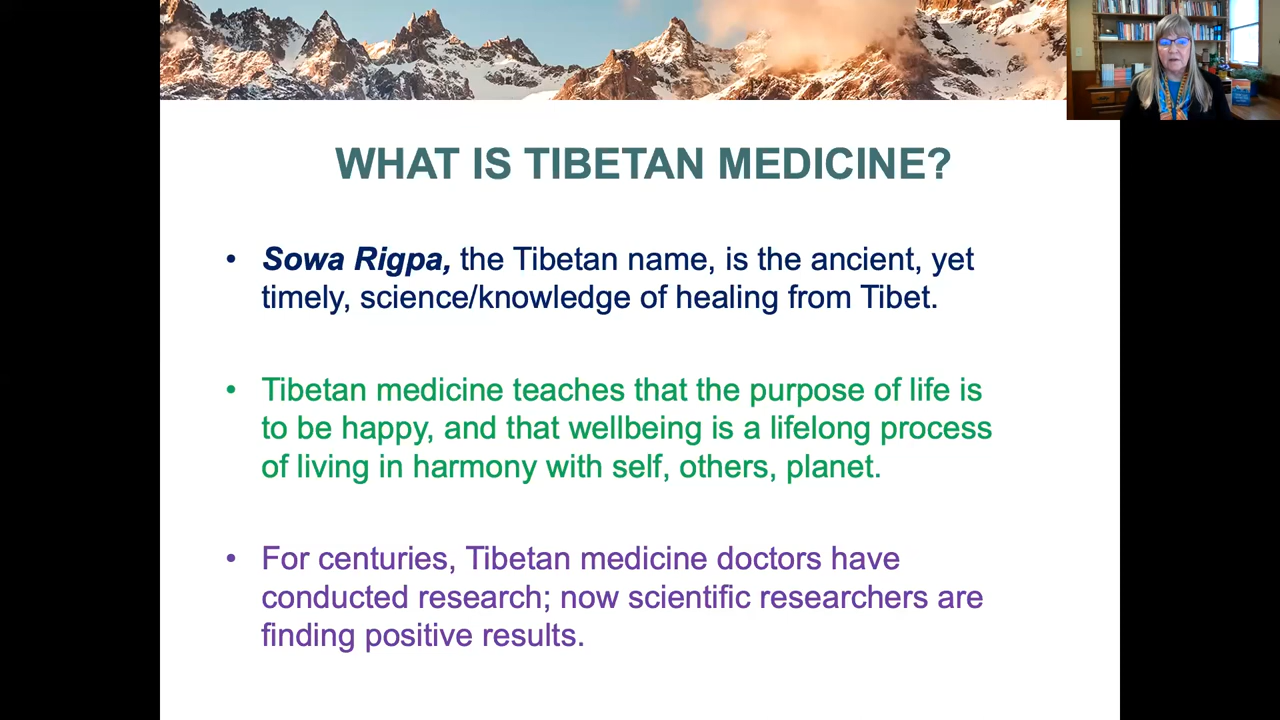 WHAT IS TIBETAN MEDICINE?
• Sowa Rigpa, the Tibetan name, is the ancient, yet
timely, science/knowledge of healing from Tibet.
• Tibetan medicine teaches that the purpose of life is
to be happy, and that wellbeing is a lifelong process
of living in harmony with self, others, planet.
• For centuries, Tibetan medicine doctors have
conducted research; now scientific researchers are
finding positive results.